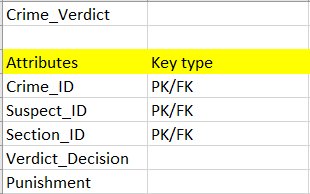 Crime_Verdict
Attributes Key type
Crime_ID PK/FK
Suspect_ID PK/FK
Section_ID PK/FK
Verdict_Decision
Punishment